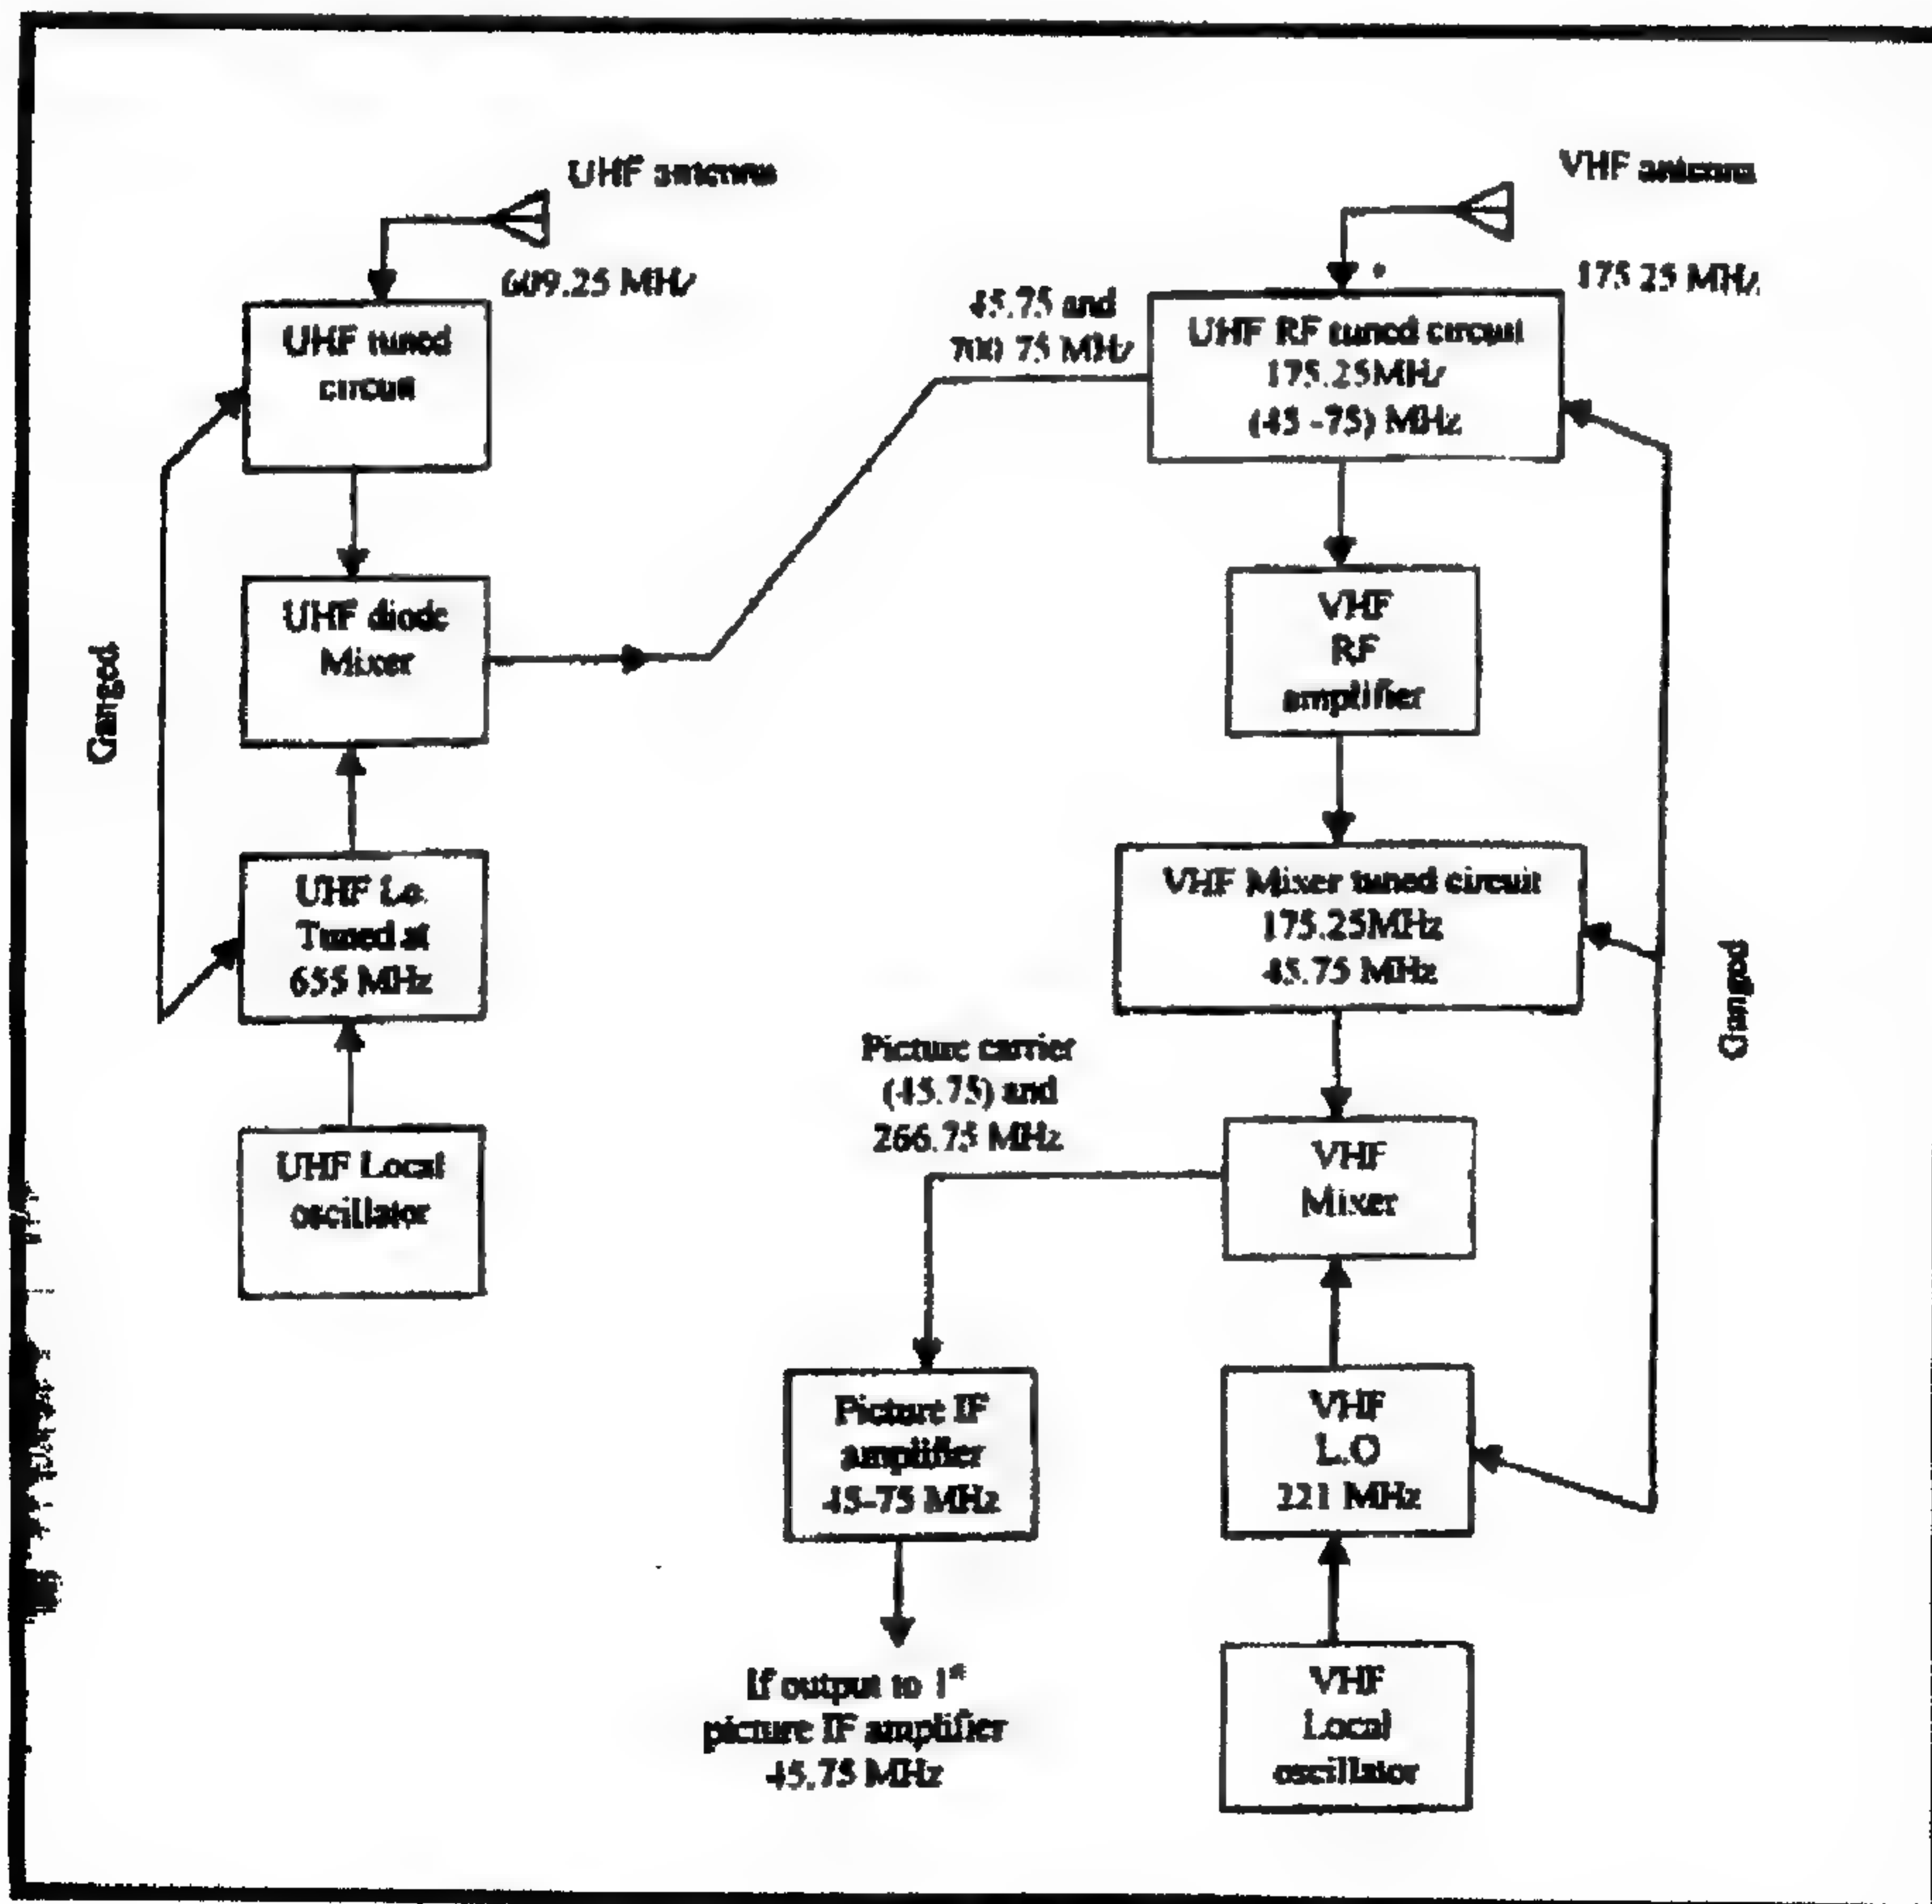 UHF antenna
609.25 MHz
UHF tuned
circuit
UHF diode
Mixer
Ganged
UHF Lo.
Tuned at
655 MHz
UHF Local
oscillator
VHF antenna
175 25 MHz
45.75 and
700 75 MHz
UHF RF tuned circuit
175.25MHz
(45 -75) MHz
VHF
RF
amplifier
VHF Mixer tuned circuit
175.25MHz
45.75 MHz
Ganged
Picture carrier
(45.75) and
266.75 MHz
VHF
Mixer
Picture IF
amplifier
45-75 MHz
VHF
L.O
221 MHz
If output to 1st
picture IF amplifier
45.75 MHz
VHF
Local
oscillator